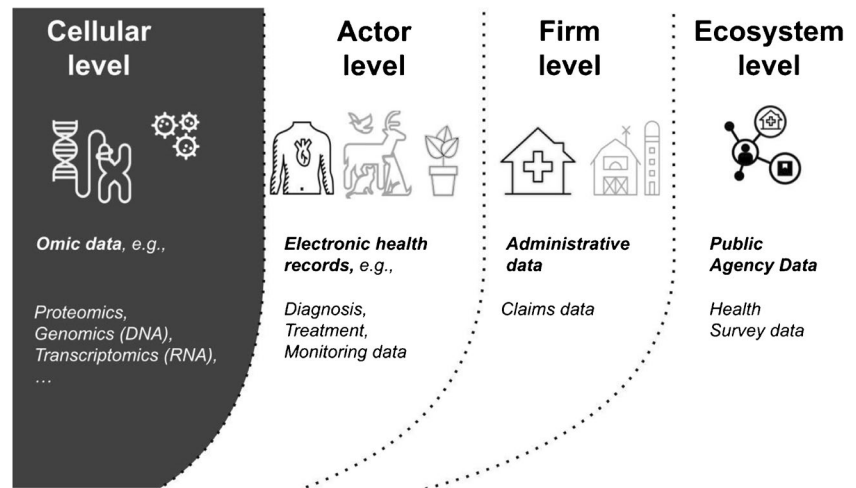 Cellular
level
Omic data, e.g.,
Proteomics,
Genomics (DNA),
Transcriptomics (RNA),
…
Actor
level
Electronic health
records, e.g.,
Diagnosis,
Treatment,
Monitoring data
Firm
level
Administrative
data
Claims data
Ecosystem
level
Public
Agency Data
Health
Survey data